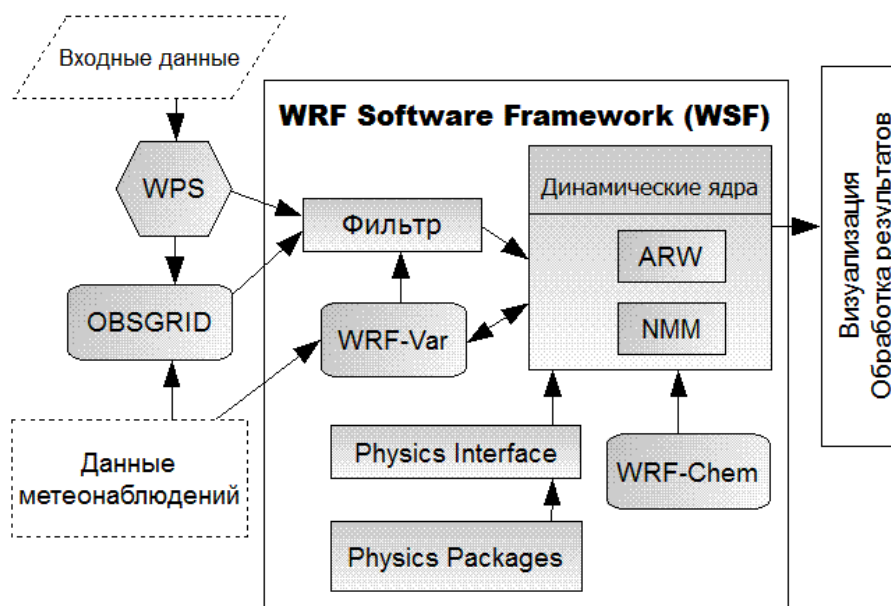 Входные данные
WRF Software Framework (WSF)
WPS
Динамические ядра
Фильтр
ARW
OBSGRID
WRF-Var
NMM
Визуализация
Обработка результатов
Данные
метеонаблюдений
Physics Interface
WRF-Chem
Physics Packages